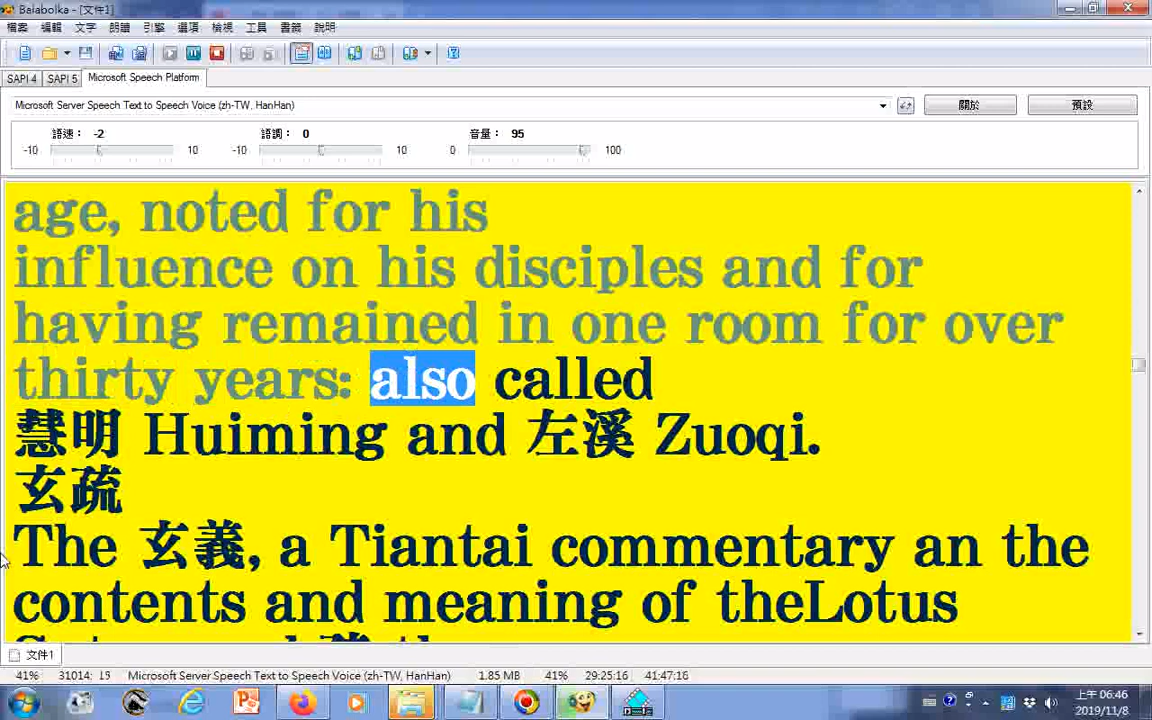 Balabolka - [文件1]
檔案 編輯 文字 朗讀 引擎 選項 檢視 工具 書籤 說明
SAPI 4 SAPI 5 Microsoft Speech Platform
Microsoft Server Speech Text to Speech Voice (zh-TW, HanHan) 關於 預設
語速： -2 語調： 0 音量： 95
-10 10 -10 10 0 100
age, noted for his
influence on his disciples and for
having remained in one room for over
thirty years: also called
慧明 Huiming and 左溪 Zuoqi.
玄疏
The 玄義, a Tiantai commentary an the
contents and meaning of theLotus
文件1
41% 31014: 15 Microsoft Server Speech Text to Speech Voice (zh-TW, HanHan) 1.85 MB 41% 29:25:16 41:47:16
上午 06:46
2019/11/8